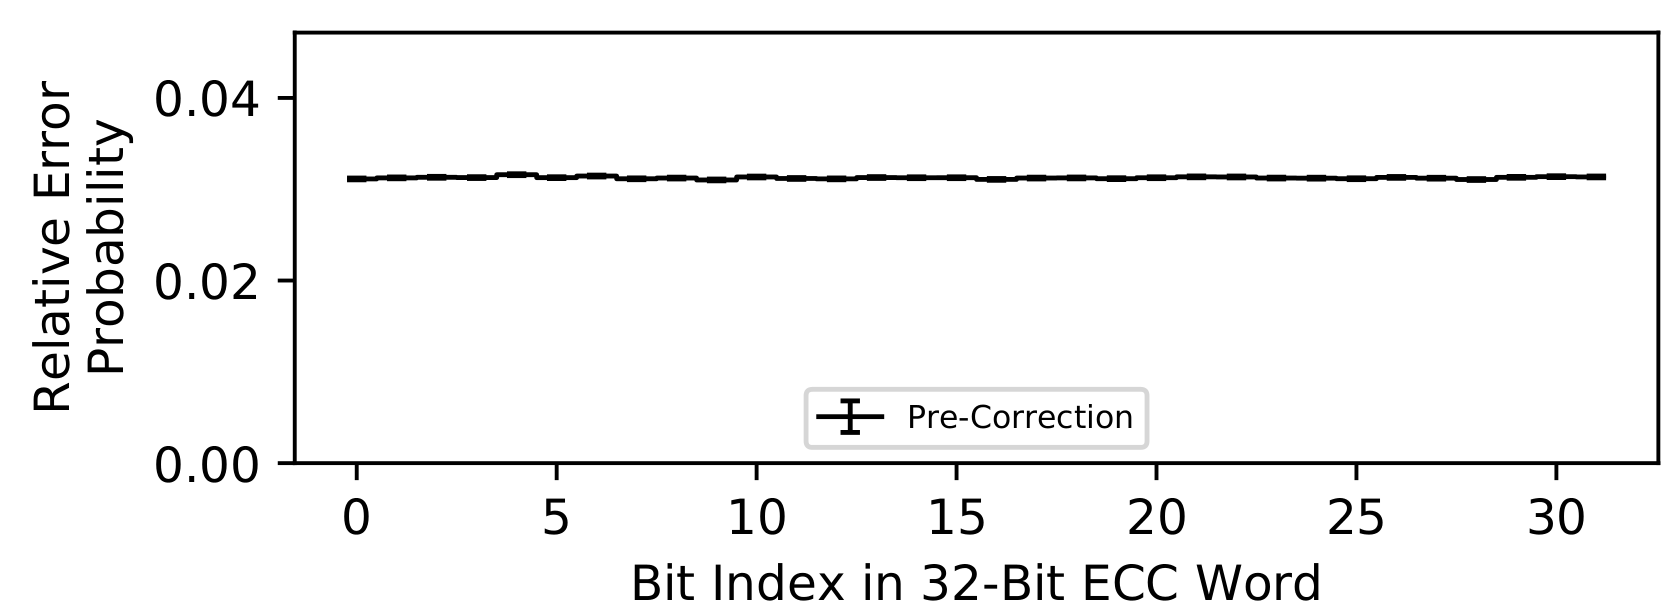 Relative Error
Probability
0.04
0.02
0.00
Pre-Correction
0 5 10 15 20 25 30
Bit Index in 32-Bit ECC Word